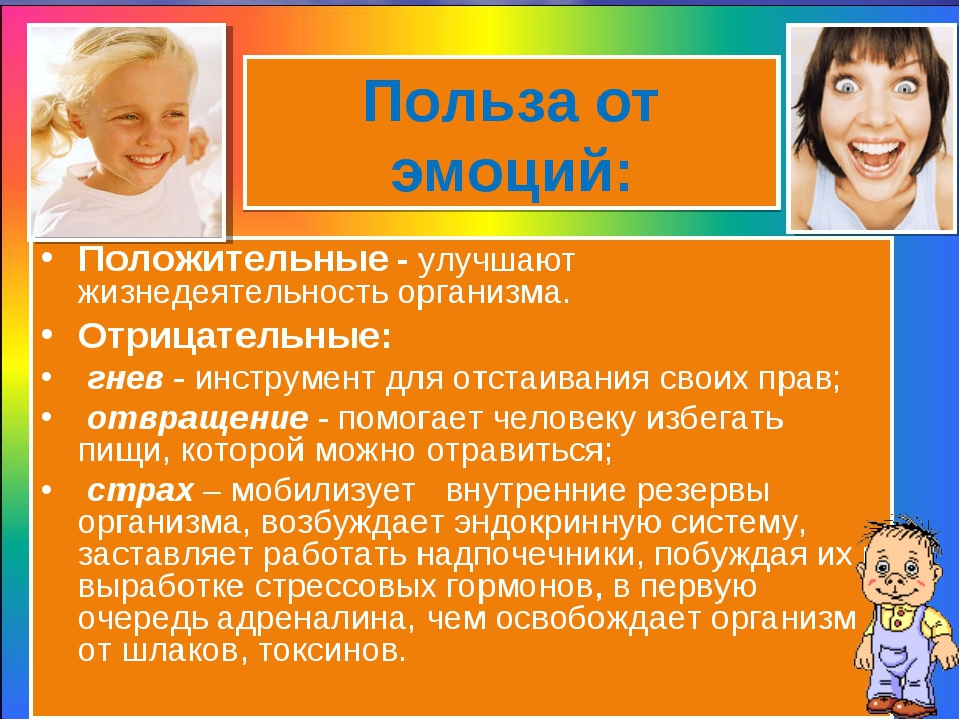 Польза от
эмоций:
• Положительные - улучшают
жизнедеятельность организма.
• Отрицательные:
• гнев - инструмент для отстаивания своих прав;
• отвращение - помогает человеку избегать
пищи, которой можно отравиться;
• страх – мобилизует внутренние резервы
организма, возбуждает эндокринную систему,
заставляет работать надпочечники, побуждая их
выработке стрессовых гормонов, в первую
очередь адреналина, чем освобождает организм
от шлаков, токсинов.